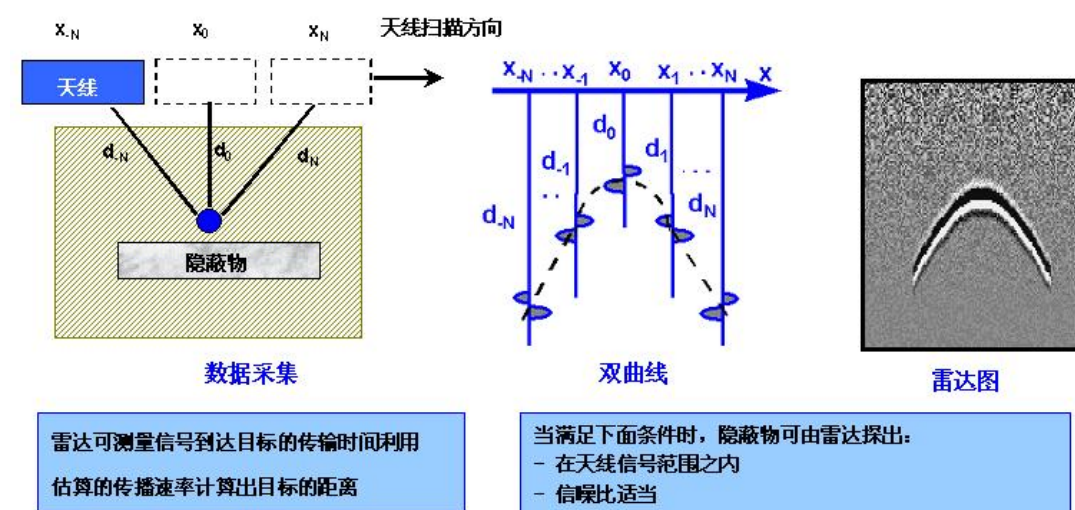 X-N X0 XN 天线扫描方向
天线
d-N d0 dN
隐蔽物
数据采集
X-N ‥ X-1 X0 X1 ‥ XN X
d0
d-1 d1
‥ …
d-N dN
双曲线
雷达图
雷达可测量信号到达目标的传输时间利用
估算的传播速率计算出目标的距离
当满足下面条件时，隐蔽物可由雷达探出：
- 在天线信号范围之内
- 信噪比适当